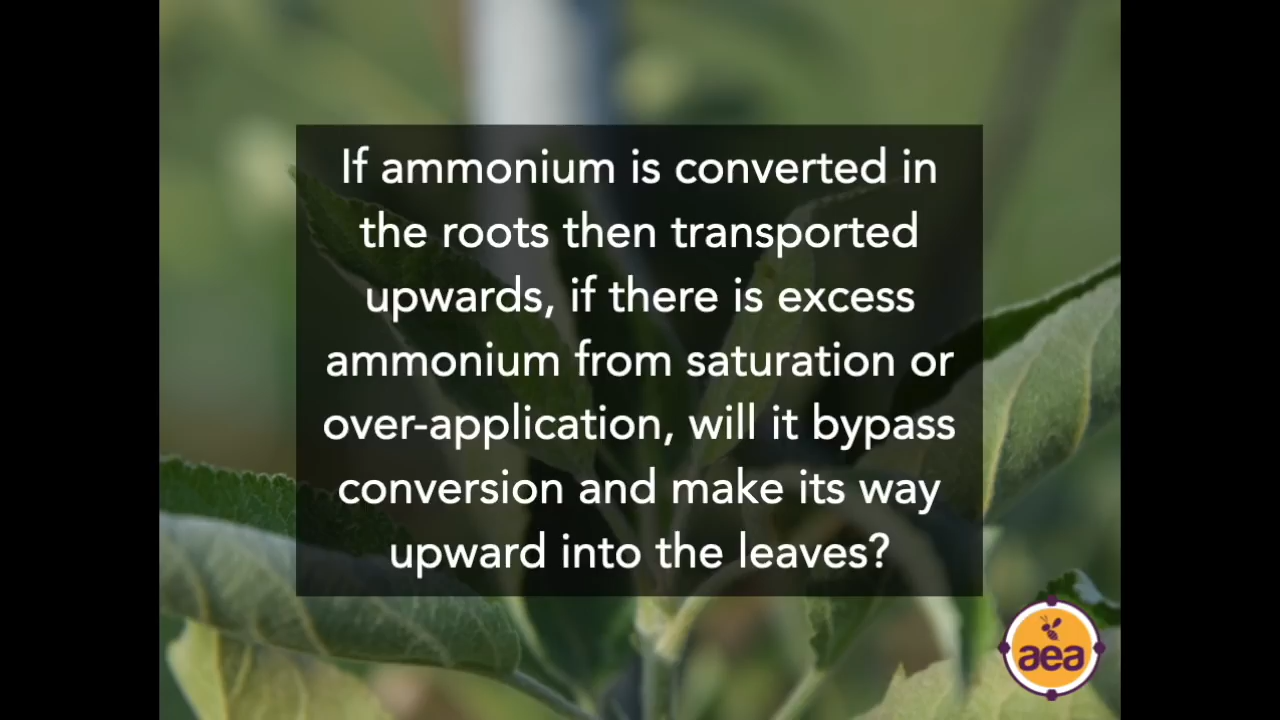 If ammonium is converted in
the roots then transported
upwards, if there is excess
ammonium from saturation or
over-application, will it bypass
conversion and make its way
upward into the leaves?
aea